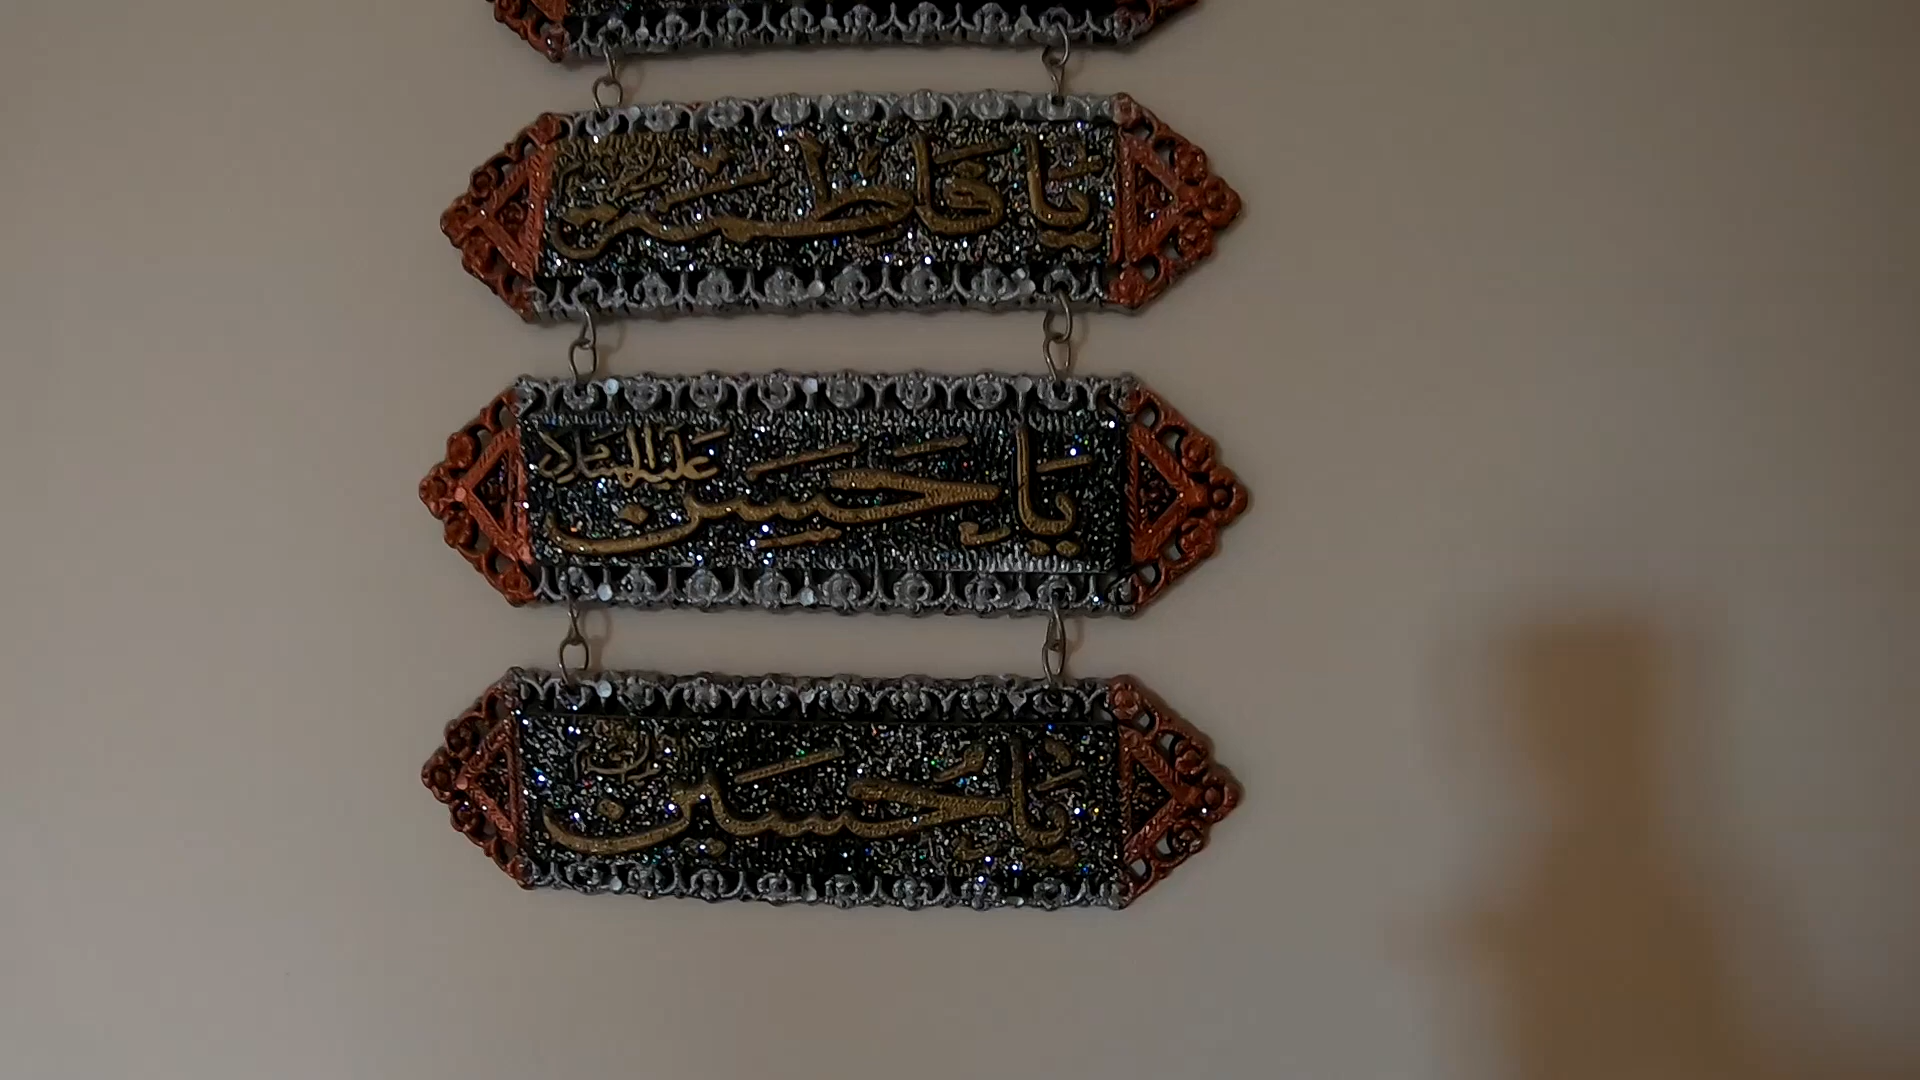 يا فاطمة
يا حسن عليه السلام
يا حسين